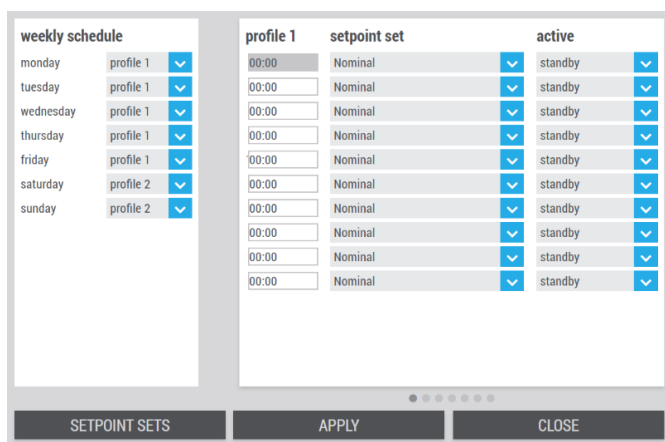 weekly schedule
monday profile 1
tuesday profile 1
wednesday profile 1
thursday profile 1
friday profile 1
saturday profile 2
sunday profile 2
profile 1 setpoint set active
00:00 Nominal standby
00:00 Nominal standby
00:00 Nominal standby
00:00 Nominal standby
00:00 Nominal standby
00:00 Nominal standby
00:00 Nominal standby
00:00 Nominal standby
00:00 Nominal standby
00:00 Nominal standby
SETPOINT SETS APPLY CLOSE